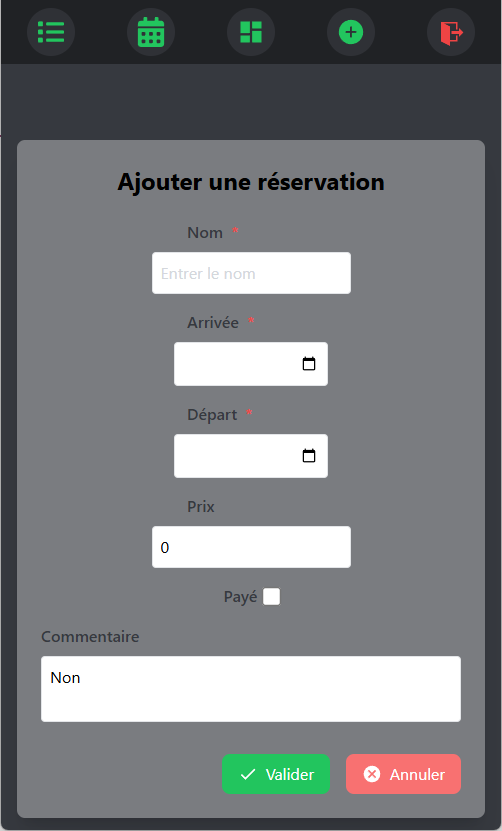 Ajouter une réservation
Nom *
Entrer le nom
Arrivée *
Départ *
Prix
0
Payé
Commentaire
Non
Valider Annuler